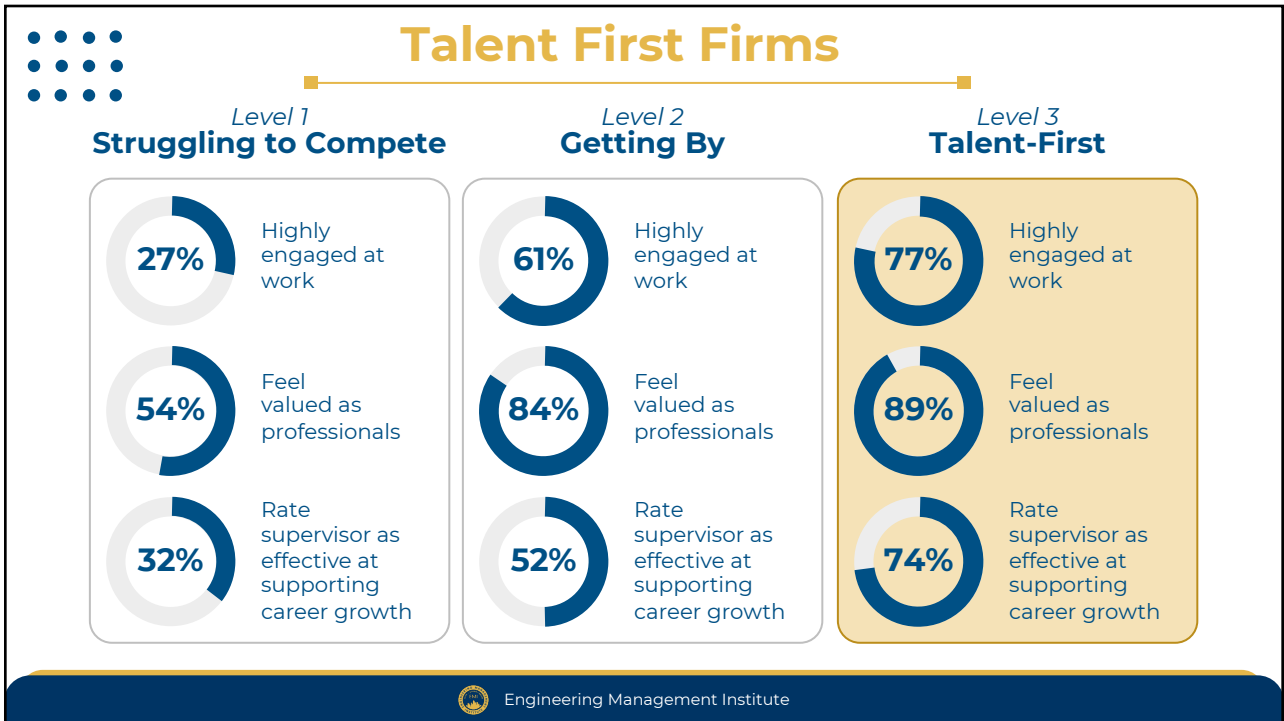 Talent First Firms
Level 1
Struggling to Compete
27%
Highly
engaged at
work
54%
Feel
valued as
professionals
32%
Rate
supervisor as
effective at
supporting
career growth
Level 2
Getting By
61%
Highly
engaged at
work
84%
Feel
valued as
professionals
52%
Rate
supervisor as
effective at
supporting
career growth
Level 3
Talent-First
77%
Highly
engaged at
work
89%
Feel
valued as
professionals
74%
Rate
supervisor as
effective at
supporting
career growth
Engineering Management Institute